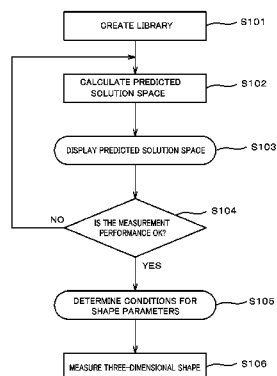 CREATE LIBRARY
S101
CALCULATE PREDICTED
SOLUTION SPACE
S102
DISPLAY PREDICTED SOLUTION SPACE
S103
IS THE MEASUREMENT
PERFORMANCE OK?
S104
NO
YES
DETERMINE CONDITIONS FOR
SHAPE PARAMETERS
S105
MEASURE THREE-DIMENSIONAL SHAPE
S106